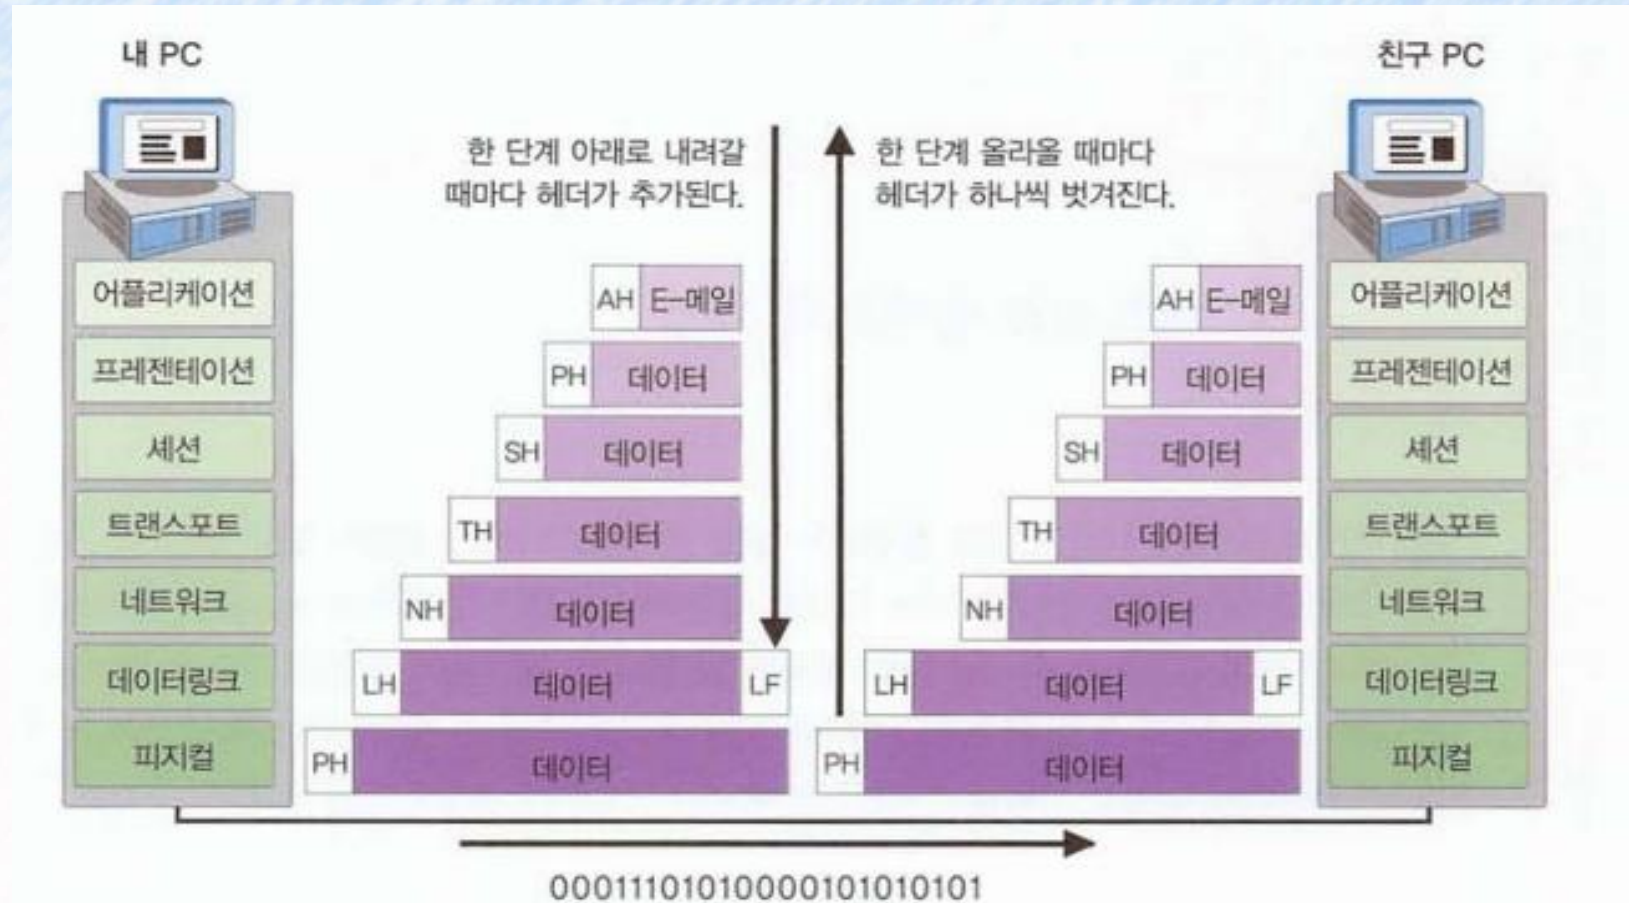 내 PC
친구 PC
한 단계 아래로 내려갈
때마다 헤더가 추가된다.
한 단계 올라올 때마다
헤더가 하나씩 벗겨진다.
어플리케이션
AH E-메일
AH E-메일
어플리케이션
프레젠테이션
PH 데이터
PH 데이터
프레젠테이션
세션
SH 데이터
SH 데이터
세션
트랜스포트
TH 데이터
TH 데이터
트랜스포트
네트워크
NH 데이터
NH 데이터
네트워크
데이터링크
LH 데이터 LF
LH 데이터 LF
데이터링크
피지컬
PH 데이터
PH 데이터
피지컬
000111010100001010​10101